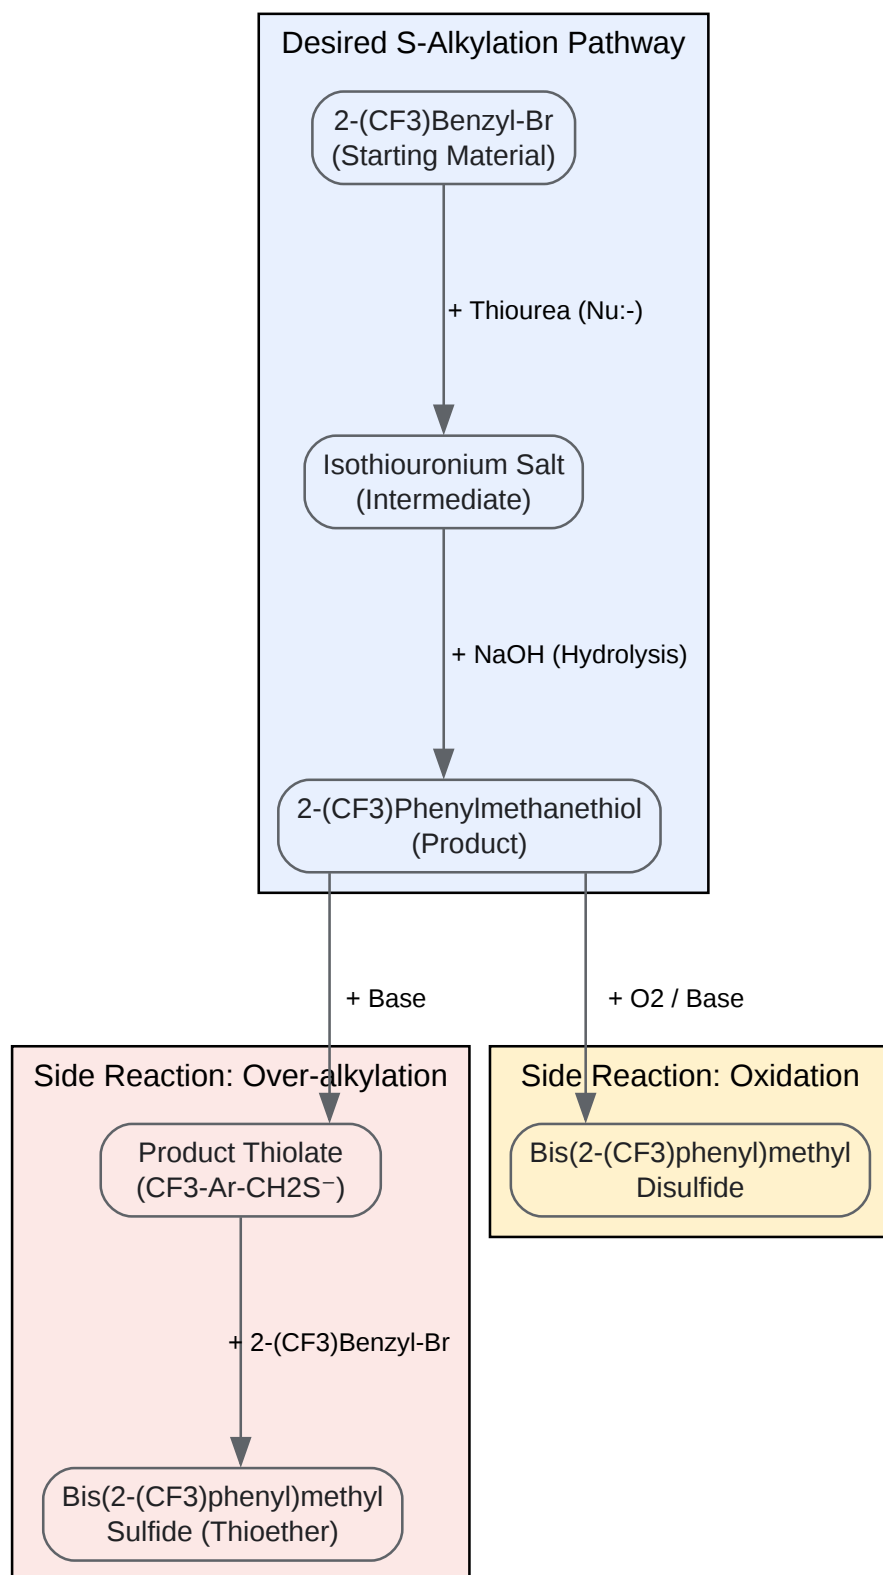 Desired S-Alkylation Pathway
2-(CF3)Benzyl-Br
(Starting Material)
+ Thiourea (Nu:-)
Isothiouronium Salt
(Intermediate)
+ NaOH (Hydrolysis)
2-(CF3)Phenylmethanethiol
(Product)
+ Base
+ O2 / Base
Side Reaction: Over-alkylation
Product Thiolate
(CF3-Ar-CH2S⁻)
+ 2-(CF3)Benzyl-Br
Bis(2-(CF3)phenyl)methyl
Sulfide (Thioether)
Side Reaction: Oxidation
Bis(2-(CF3)phenyl)methyl
Disulfide